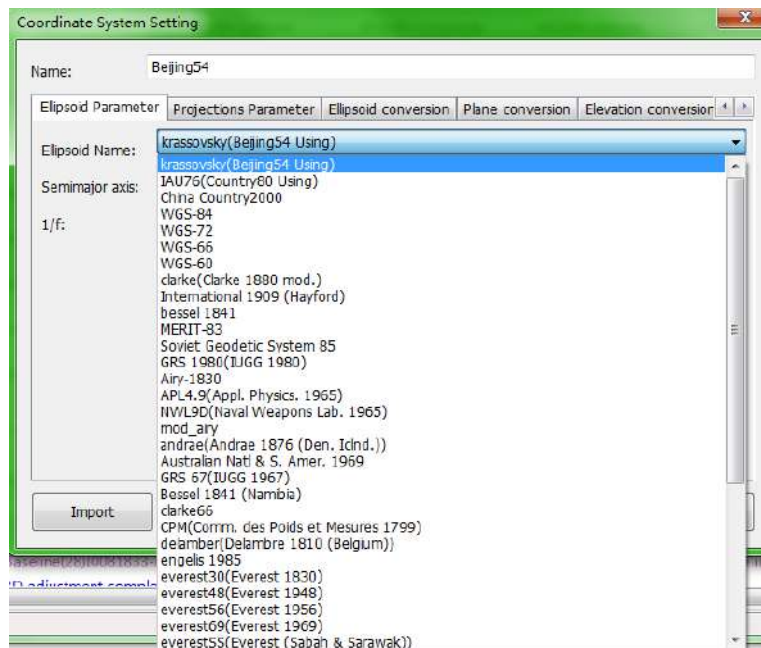 Coordinate System Setting
Name:
Beijing54
Ellipsoid Parameter
Projections Parameter
Ellipsoid conversion
Plane conversion
Elevation conversion
Ellipsoid Name:
krassovsky(Beijing54 Using)
Semimajor axis:
1/f:
krassovsky(Beijing54 Using)
IAU76(Country80 Using)
China Country2000
WGS-84
WGS-72
WGS-66
WGS-60
clarke(Clarke 1880 mod.)
International 1909 (Hayford)
bessel 1841
MERIT-83
Soviet Geodetic System 85
GRS 1980(IUGG 1980)
Airy-1830
APL4.9(Appl. Physics. 1965)
NWL9D(Naval Weapons Lab. 1965)
mod_ary
andrae(Andrae 1876 (Den. Iclnd.))
Australian Natl & S. Amer. 1969
GRS 67(IUGG 1967)
Bessel 1841 (Namibia)
clarke66
CPM(Comm. des Poids et Mesures 1799)
delamber(Delambre 1810 (Belgium))
engelis 1985
everest30(Everest 1830)
everest48(Everest 1948)
everest56(Everest 1956)
everest69(Everest 1969)
everestSS(Everest (Sabah & Sarawak))
Import
adjustment